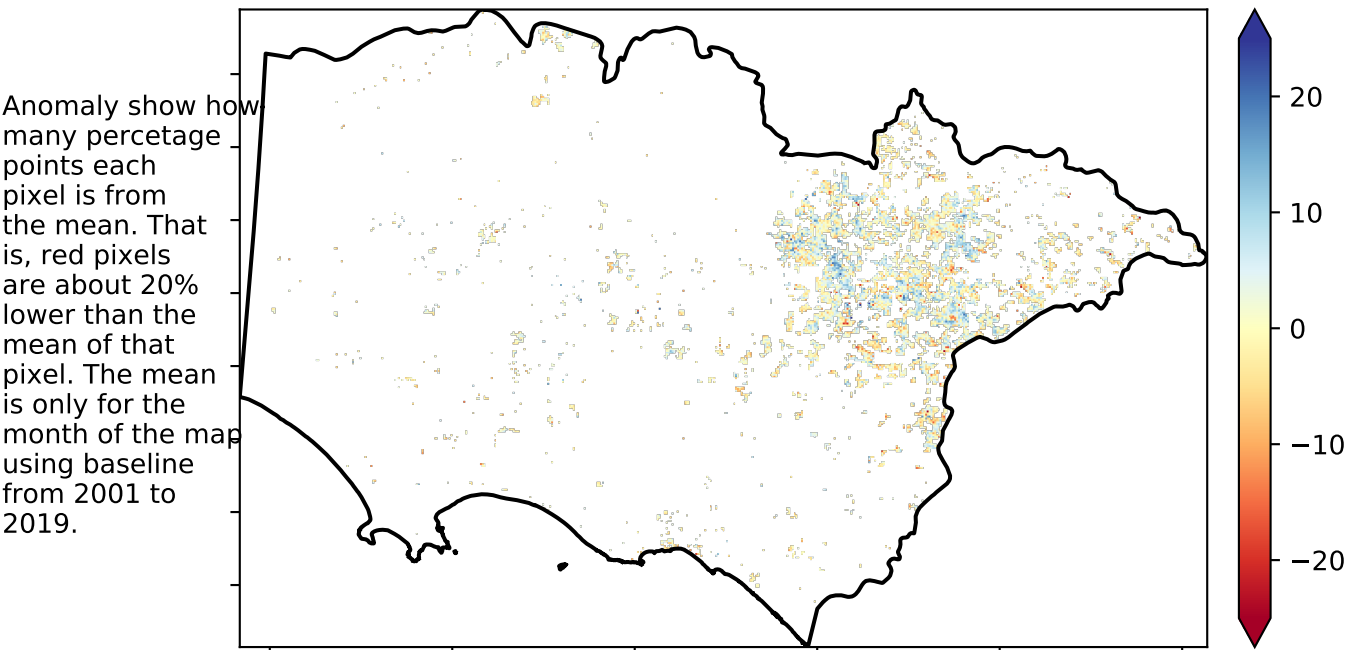 Anomaly show how
many percetage
points each
pixel is from
the mean. That
is, red pixels
are about 20%
lower than the
mean of that
pixel. The mean
is only for the
month of the map
using baseline
from 2001 to
2019.
20
10
0
−10
−20